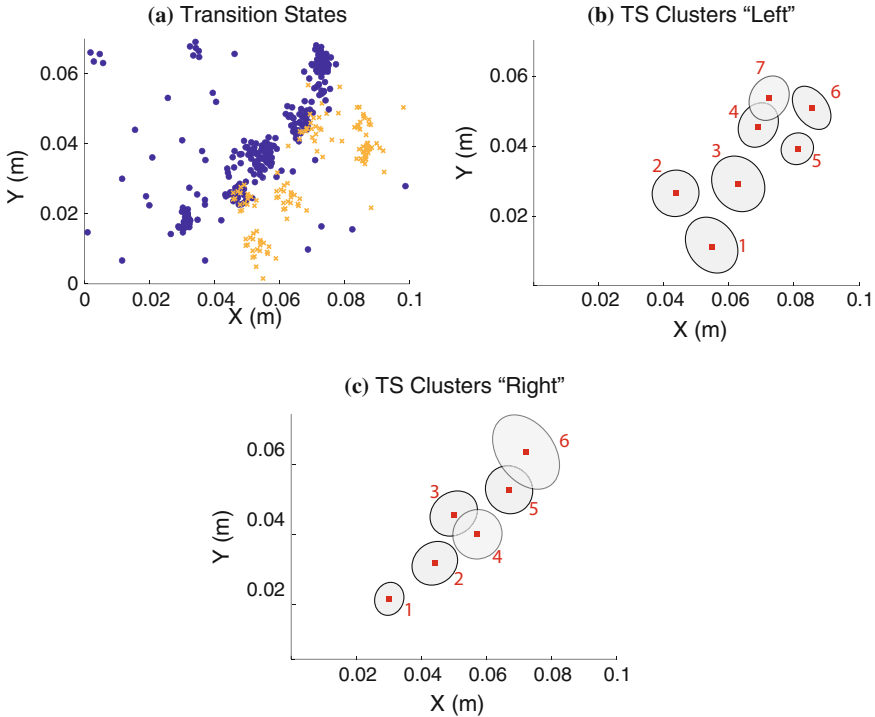 (a) Transition States
Y (m)
0.06
0.04
0.02
0
0 0.02 0.04 0.06 0.08 0.1
X (m)
(b) TS Clusters “Left”
Y (m)
0.06
0.04
0.02
7
6
4
5
2
3
1
0.02 0.04 0.06 0.08 0.1
X (m)
(c) TS Clusters “Right”
Y (m)
0.06
0.04
0.02
6
3
5
4
2
1
0.02 0.04 0.06 0.08 0.1
X (m)